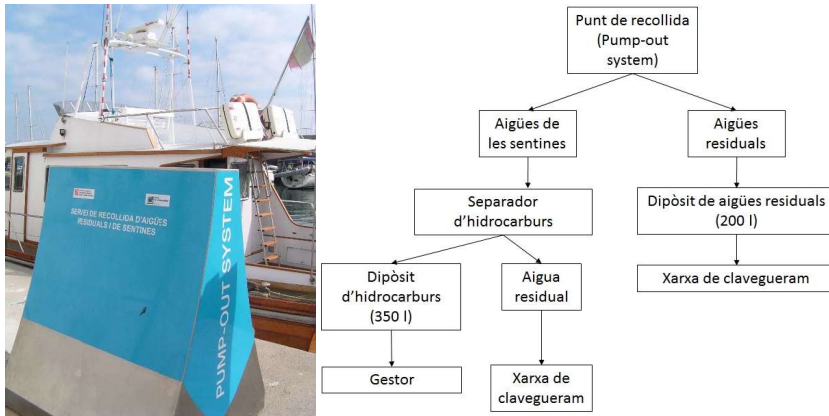 SERVEI DE RECOLLIDA D'AIGÜES
RESIDUALS I DE SENTINES
PUMP-OUT SYSTEM
Punt de recollida
(Pump-out
system)
Aigües de
les sentines
Aigües
residuals
Separador
d'hidrocarburs
Dipòsit de aigües residuals
(200 l)
Dipòsit
d'hidrocarburs
(350 l)
Aigua
residual
Xarxa de clavegueram
Gestor
Xarxa de
clavegueram